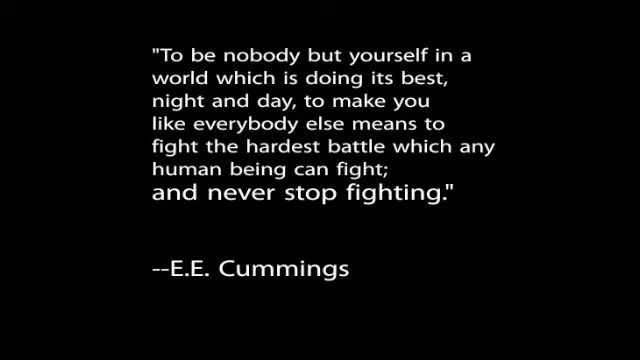 "To be nobody but yourself in a
world which is doing its best,
night and day, to make you
like everybody else means to
fight the hardest battle which any
human being can fight;
and never stop fighting."
--E.E. Cummings